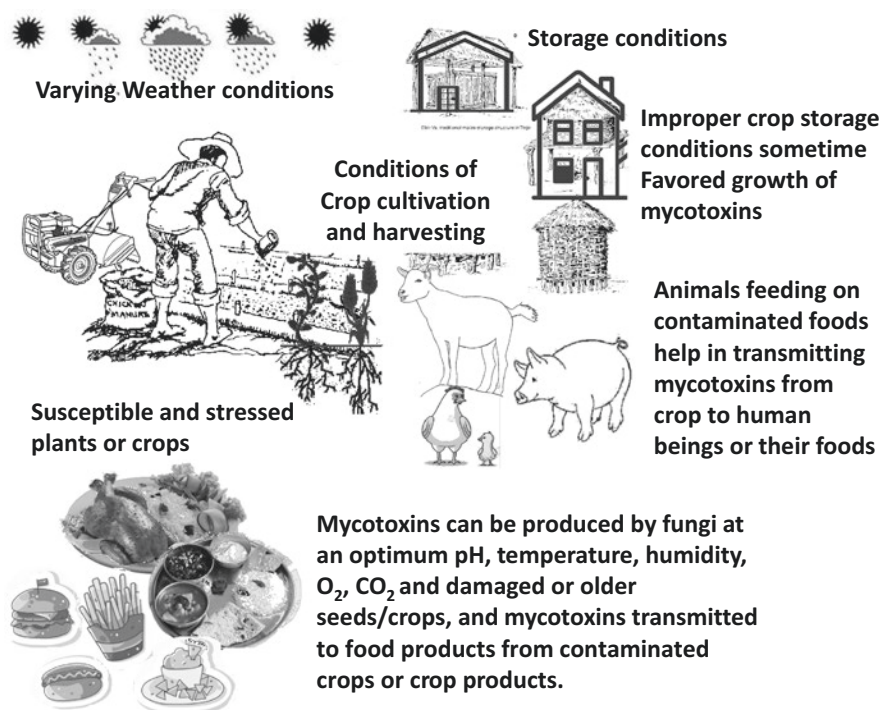 Varying Weather conditions
Storage conditions
Improper crop storage
conditions sometime
Favored growth of
mycotoxins
Conditions of
Crop cultivation
and harvesting
CHICK
MANURE
Animals feeding on
contaminated foods
help in transmitting
mycotoxins from
crop to human
beings or their foods
Susceptible and stressed
plants or crops
Mycotoxins can be produced by fungi at
an optimum pH, temperature, humidity,
O₂, CO₂ and damaged or older
seeds/crops, and mycotoxins transmitted
to food products from contaminated
crops or crop products.